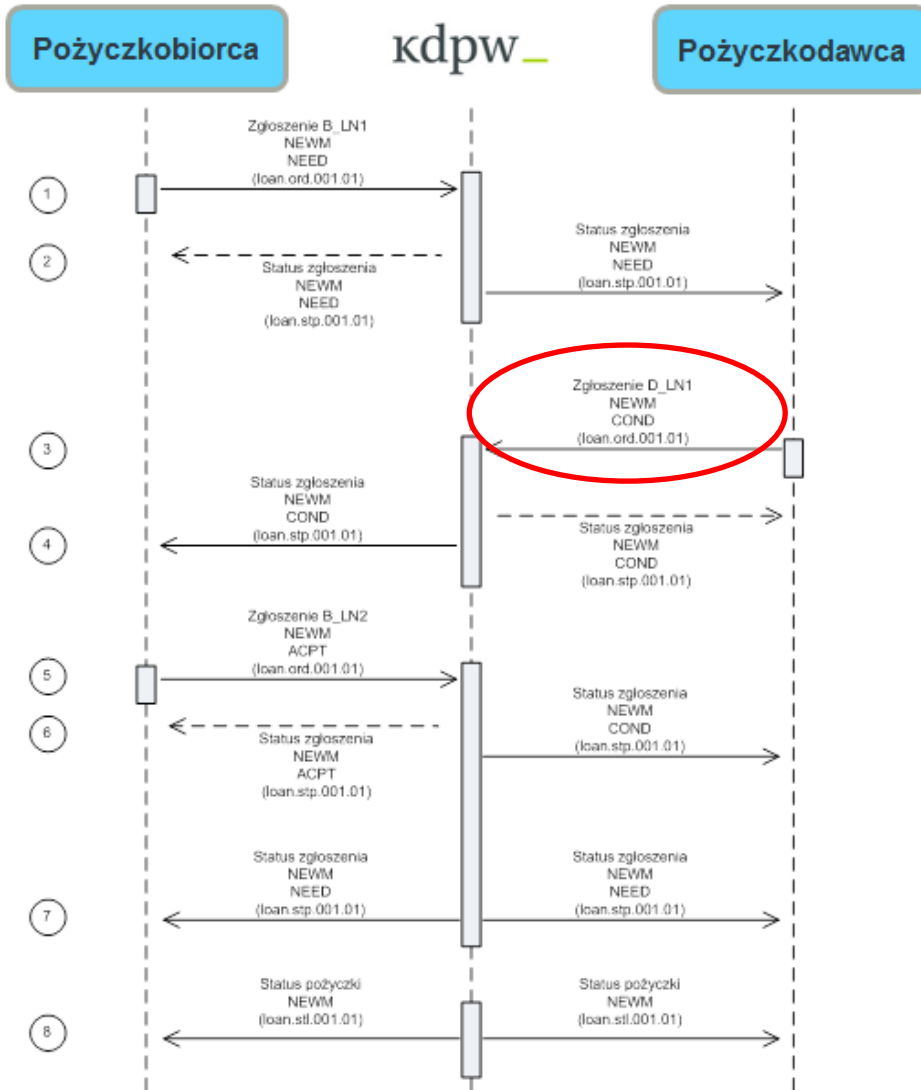 Pożyczkobiorca
kdpw_
Pożyczkodawca
Zgłoszenie B_LN1
NEWM
NEED
(loan.ord.001.01)
1
2
Status zgłoszenia
NEWM
NEED
(loan.stp.001.01)
Status zgłoszenia
NEWM
NEED
(loan.stp.001.01)
Zgłoszenie D_LN1
NEWM
COND
(loan.ord.001.01)
3
Status zgłoszenia
NEWM
COND
(loan.stp.001.01)
4
Status zgłoszenia
NEWM
COND
(loan.stp.001.01)
Zgłoszenie B_LN2
NEWM
ACPT
(loan.ord.001.01)
5
6
Status zgłoszenia
NEWM
ACPT
(loan.stp.001.01)
Status zgłoszenia
NEWM
COND
(loan.stp.001.01)
Status zgłoszenia
NEWM
NEED
(loan.stp.001.01)
Status zgłoszenia
NEWM
NEED
(loan.stp.001.01)
7
Status pożyczki
NEWM
(loan.stl.001.01)
Status pożyczki
NEWM
(loan.stl.001.01)
8